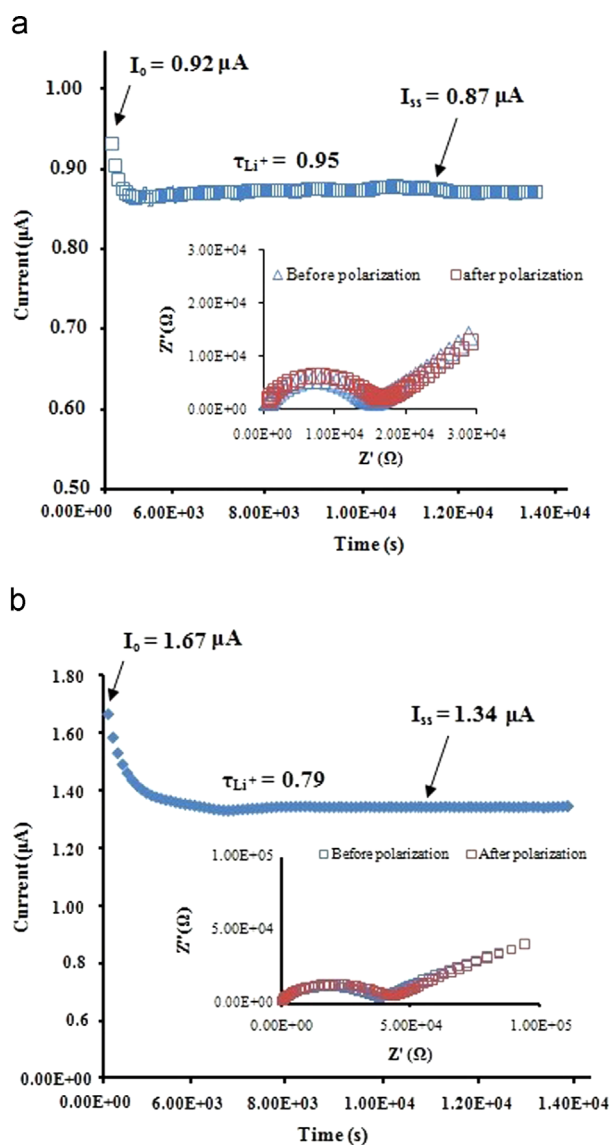 a
I₀ = 0.92 µA
1.00
Iss = 0.87 µA
0.90
τLi⁺ = 0.95
0.80
Current (µA)
0.70
0.60
0.50
3.00E+04
Before polarization
after polarization
2.00E+04
Z''(Ω)
1.00E+04
0.00E+00
0.00E+00 1.00E+04 2.00E+04 3.00E+04
Z' (Ω)
0.00E+00 6.00E+03 8.00E+03 1.00E+04 1.20E+04 1.40E+04
Time (s)
b
I₀ = 1.67 µA
1.80
Iss = 1.34 µA
1.60
τLi⁺ = 0.79
1.40
1.20
Current (µA)
1.00
0.8
0.6
0.00E+00
1.00E+05
Before polarization
After polarization
Z''(Ω)
5.00E+04
0.00E+00
0.00E+00 5.00E+04 1.00E+05
Z' (Ω)
0.00E+00 6.00E+03 8.00E+03 1.00E+04 1.20E+04 1.40E+04
Time (s)